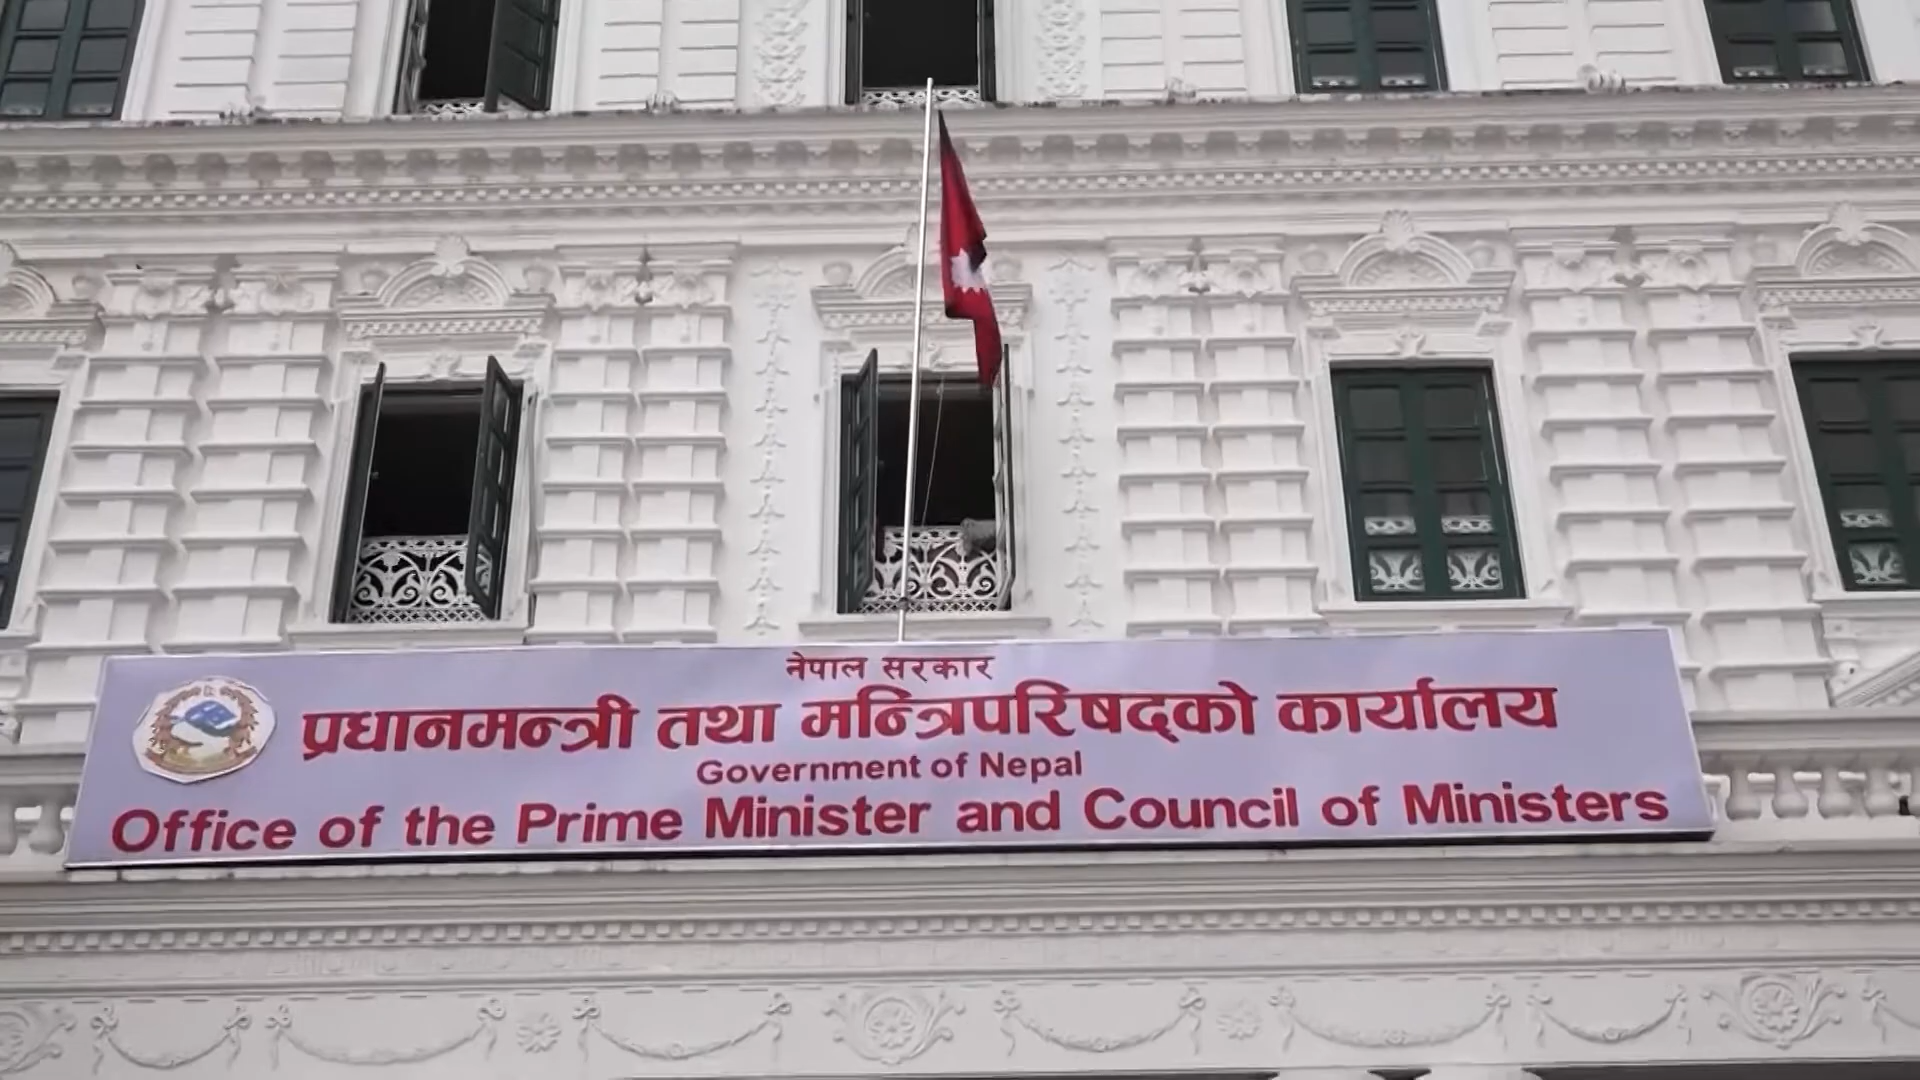 नेपाल सरकार
प्रधानमन्त्री तथा मन्त्रिपरिषद्को कार्यालय
Government of Nepal
Office of the Prime Minister and Council of Ministers